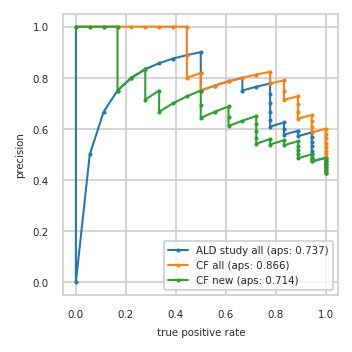 1.0
0.8
0.6
0.4
0.2
0.0
precision
ALD study all (aps: 0.737)
CF all (aps: 0.866)
CF new (aps: 0.714)
0.0 0.2 0.4 0.6 0.8 1.0
true positive rate